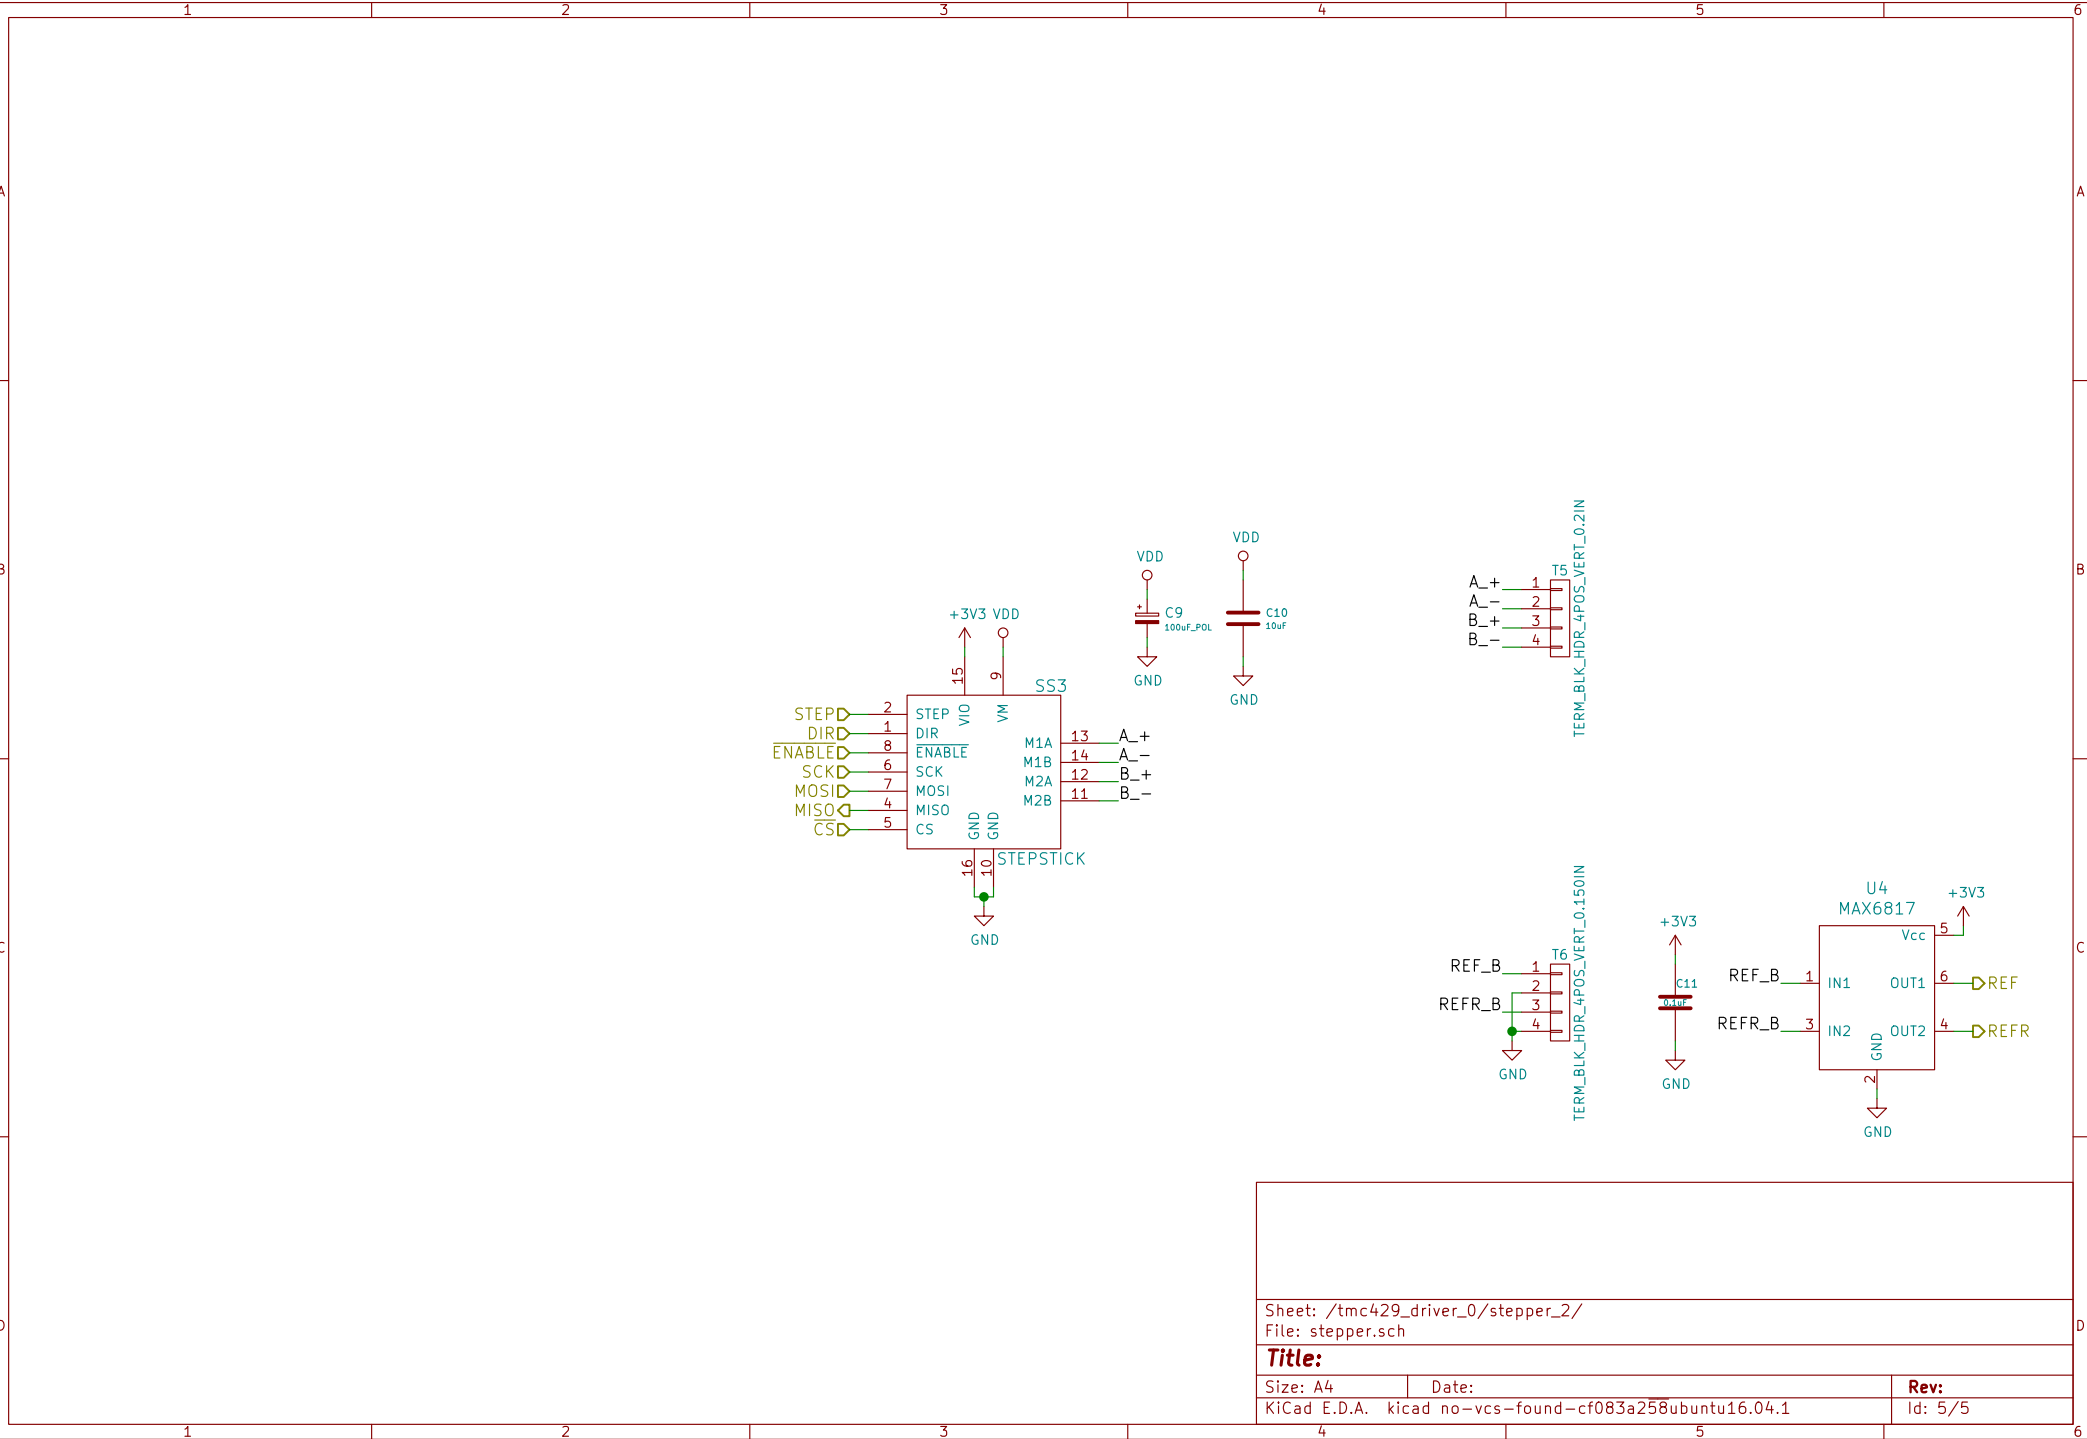 1 2 3 4 5 6
A A
VDD
VDD
B B
T5
TERM_BLK_HDR_4POS_VERT_0.2IN
A_+ 1
A_- 2
B_+ 3
B_- 4
C9
100uF_POL
C10
10uF
GND
GND
+3V3 VDD
15 9
SS3
VIO VM
STEP 2 STEP
DIR 1 DIR
ENABLE 8 ENABLE
SCK 6 SCK
MOSI 7 MOSI
MISO 4 MISO
CS 5 CS
M1A 13 A_+
M1B 14 A_-
M2A 12 B_+
M2B 11 B_-
GND GND
16 10
STEPSTICK
GND
C C
T6
TERM_BLK_HDR_4POS_VERT_0.150IN
REF_B 1
2
REFR_B 3
4
GND
+3V3
C11
0.1uF
GND
U4
MAX6817
+3V3
Vcc 5
REF_B 1 IN1 OUT1 6 REF
REFR_B 3 IN2 OUT2 4 REFR
GND
2
GND
D D
Sheet: /tmc429_driver_0/stepper_2/
File: stepper.sch
Title:
Size: A4 Date: Rev:
KiCad E.D.A. kicad no-vcs-found-cf083a258ubuntu16.04.1 Id: 5/5
1 2 3 4 5 6